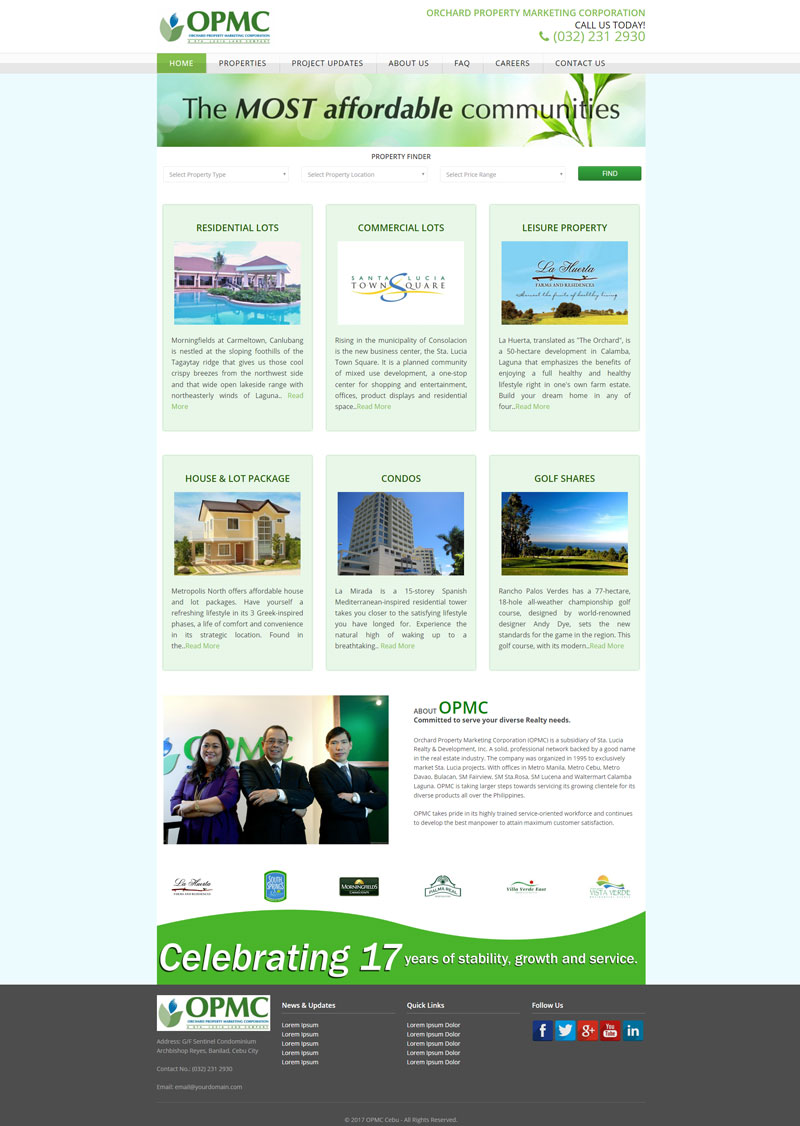 OPMC
ORCHARD PROPERTY MARKETING CORPORATION
A STA. LUCIA LAND COMPANY
ORCHARD PROPERTY MARKETING CORPORATION
CALL US TODAY!
(032) 231 2930
HOME
PROPERTIES
PROJECT UPDATES
ABOUT US
FAQ
CAREERS
CONTACT US
The MOST affordable communities
PROPERTY FINDER
Select Property Type
Select Property Location
Select Price Range
FIND
RESIDENTIAL LOTS
Morningfields at Carmeltown, Canlubang
is nestled at the sloping foothills of the
Tagaytay ridge that gives us those cool
crispy breezes from the northwest side
and that wide open lakeside range with
northeasterly winds of Laguna.. Read
More
COMMERCIAL LOTS
SANTA LUCIA
TOWN SQUARE
Rising in the municipality of Consolacion
is the new business center, the Sta. Lucia
Town Square. It is a planned community
of mixed use development, a one-stop
center for shopping and entertainment,
offices, product displays and residential
space..Read More
LEISURE PROPERTY
La Huerta
FARMS AND RESIDENCES
Harvest the fruits of healthy living
La Huerta, translated as "The Orchard", is
a 50-hectare development in Calamba,
Laguna that emphasizes the benefits of
enjoying a full healthy and healthy
lifestyle right in one's own farm estate.
Build your dream home in any of
four..Read More
HOUSE & LOT PACKAGE
Metropolis North offers affordable house
and lot packages. Have yourself a
refreshing lifestyle in its 3 Greek-inspired
phases, a life of comfort and convenience
in its strategic location. Found in
the..Read More
CONDOS
La Mirada is a 15-storey Spanish
Mediterranean-inspired residential tower
takes you closer to the satisfying lifestyle
you have longed for. Experience the
natural high of waking up to a
breathtaking.. Read More
GOLF SHARES
Rancho Palos Verdes has a 77-hectare,
18-hole all-weather championship golf
course, designed by world-renowned
designer Andy Dye, sets the new
standards for the game in the region. This
golf course, with its modern..Read More
OPMC
ABOUT OPMC
Committed to serve your diverse Realty needs.
Orchard Property Marketing Corporation (OPMC) is a subsidiary of Sta. Lucia
Realty & Development, Inc. A solid, professional network backed by a good name
in the real estate industry. The company was organized in 1995 to exclusively
market Sta. Lucia projects. With offices in Metro Manila, Metro Cebu, Metro
Davao, Bulacan, SM Fairview, SM Sta.Rosa, SM Lucena and Waltermart Calamba
Laguna. OPMC is taking larger steps towards servicing its growing clientele for its
diverse products all over the Philippines.
OPMC takes pride in its highly trained service-oriented workforce and continues
to develop the best manpower to attain maximum customer satisfaction.
La Huerta
FARMS AND RESIDENCES
SOUTH
SPRINGS
MORNINGFIELDS
PALMA REAL
Villa Verde East
VISTA VERDE
Celebrating 17 years of stability, growth and service.
OPMC
ORCHARD PROPERTY MARKETING CORPORATION
A STA. LUCIA LAND COMPANY
Address: G/F Sentinel Condominium
Archbishop Reyes, Banilad, Cebu City
Contact No.: (032) 231 2930
Email: email@yourdomain.com
News & Updates
Lorem Ipsum
Lorem Ipsum
Lorem Ipsum
Lorem Ipsum
Lorem Ipsum
Quick Links
Lorem Ipsum Dolor
Lorem Ipsum Dolor
Lorem Ipsum Dolor
Lorem Ipsum Dolor
Lorem Ipsum Dolor
Follow Us
f
g+
You
Tube
in
© 2017 OPMC Cebu - All Rights Reserved.